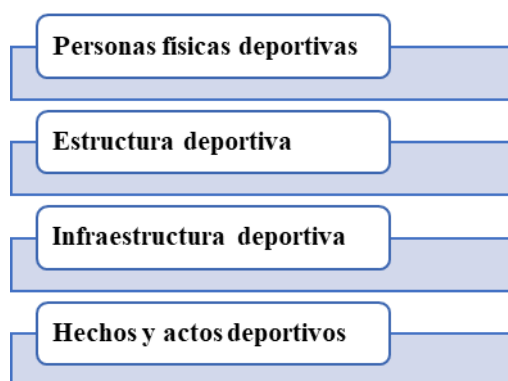 Personas físicas deportivas
Estructura deportiva
Infraestructura deportiva
Hechos y actos deportivos